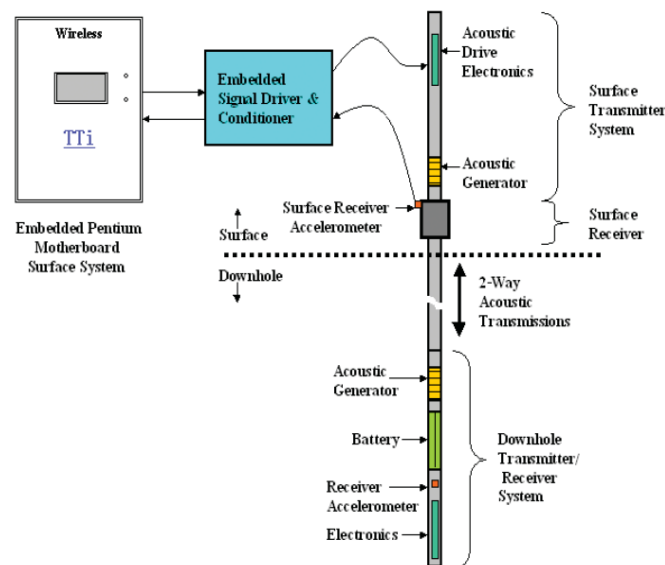 Wireless
TTi
Embedded Pentium
Motherboard
Surface System
Embedded
Signal Driver &
Conditioner
Acoustic
Drive
Electronics
Surface
Transmitter
System
Acoustic
Generator
Surface Receiver
Accelerometer
Surface
Receiver
Surface
Downhole
2-Way
Acoustic
Transmissions
Acoustic
Generator
Battery
Receiver
Accelerometer
Electronics
Downhole
Transmitter/
Receiver
System